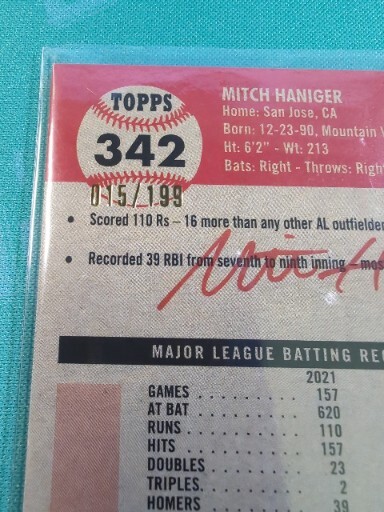 TOPPS
342
015/199
MITCH HANIGER
Home: San Jose, CA
Born: 12-23-90, Mountain
Ht: 6'2" - Wt: 213
Bats: Right - Throws: Right
• Scored 110 Rs – 16 more than any other AL outfielder
• Recorded 39 RBI from seventh to ninth inning – most
MAJOR LEAGUE BATTING REC
2021
GAMES . . . . . . . . . . 157
AT BAT . . . . . . . . . . 620
RUNS . . . . . . . . . . . 110
HITS . . . . . . . . . . . 157
DOUBLES . . . . . . . . 23
TRIPLES. . . . . . . . . . 2
HOMERS . . . . . . . . . 39